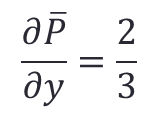 ∂P̅/∂y = 2/3